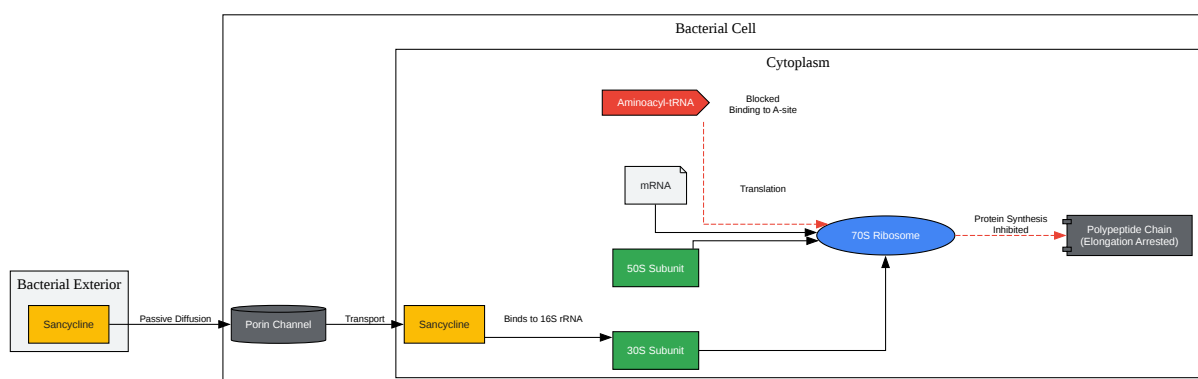 Bacterial Cell
Cytoplasm
Aminoacyl-tRNA
Blocked
Binding to A-site
mRNA
Translation
70S Ribosome
Protein Synthesis
Inhibited
Polypeptide Chain
(Elongation Arrested)
50S Subunit
Bacterial Exterior
Sancycline
Passive Diffusion
Porin Channel
Transport
Sancycline
Binds to 16S rRNA
30S Subunit